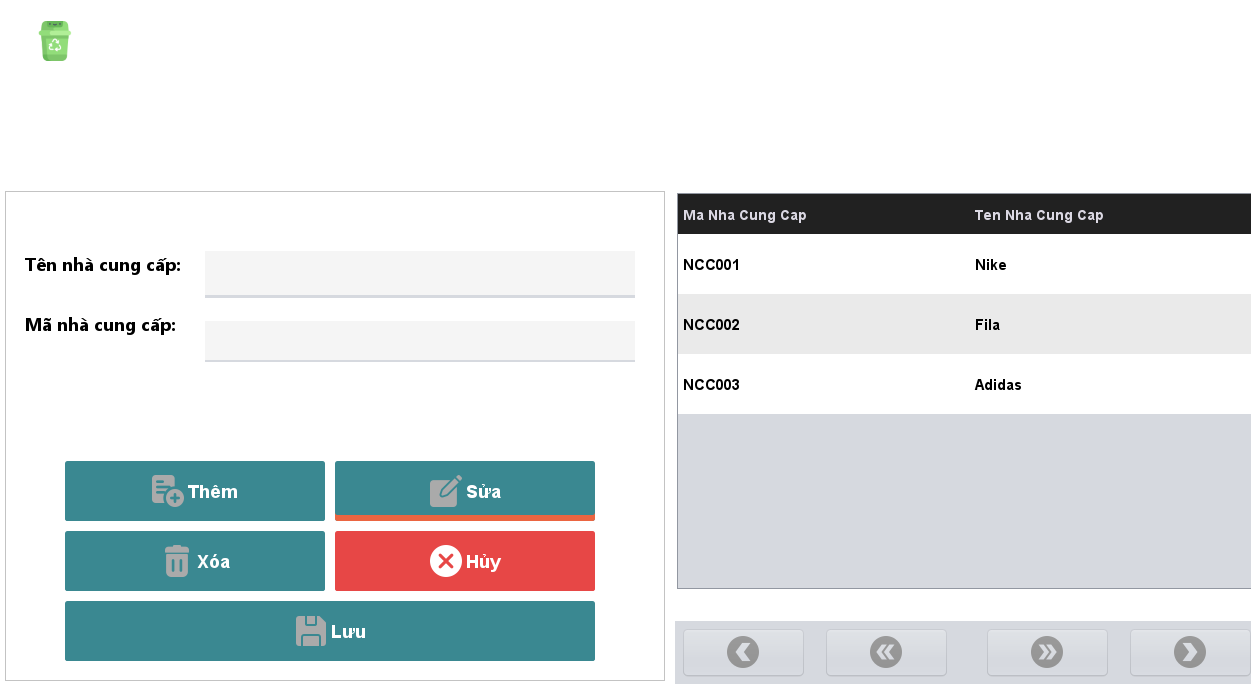 Tên nhà cung cấp:
Mã nhà cung cấp:
Thêm
Sửa
Xóa
Hủy
Lưu
Ma Nha Cung Cap Ten Nha Cung Cap
NCC001 Nike
NCC002 Fila
NCC003 Adidas